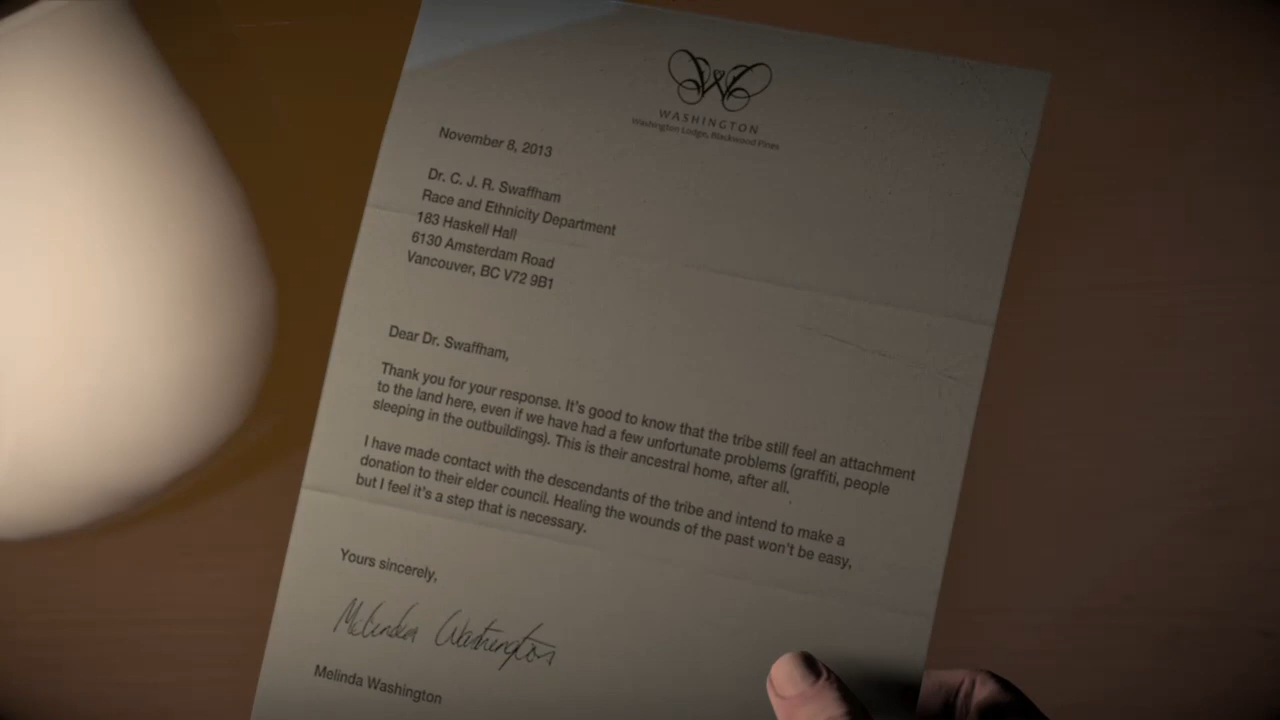 W
WASHINGTON
Washington Lodge, Blackwood Pines
November 8, 2013
Dr. C. J. R. Swaffham
Race and Ethnicity Department
183 Haskell Hall
6130 Amsterdam Road
Vancouver, BC V72 9B1
Dear Dr. Swaffham,
Thank you for your response. It's good to know that the tribe still feel an attachment
to the land here, even if we have had a few unfortunate problems (graffiti, people
sleeping in the outbuildings). This is their ancestral home, after all.
I have made contact with the descendants of the tribe and intend to make a
donation to their elder council. Healing the wounds of the past won't be easy,
but I feel it's a step that is necessary.
Yours sincerely,
Melinda Washington
Melinda Washington